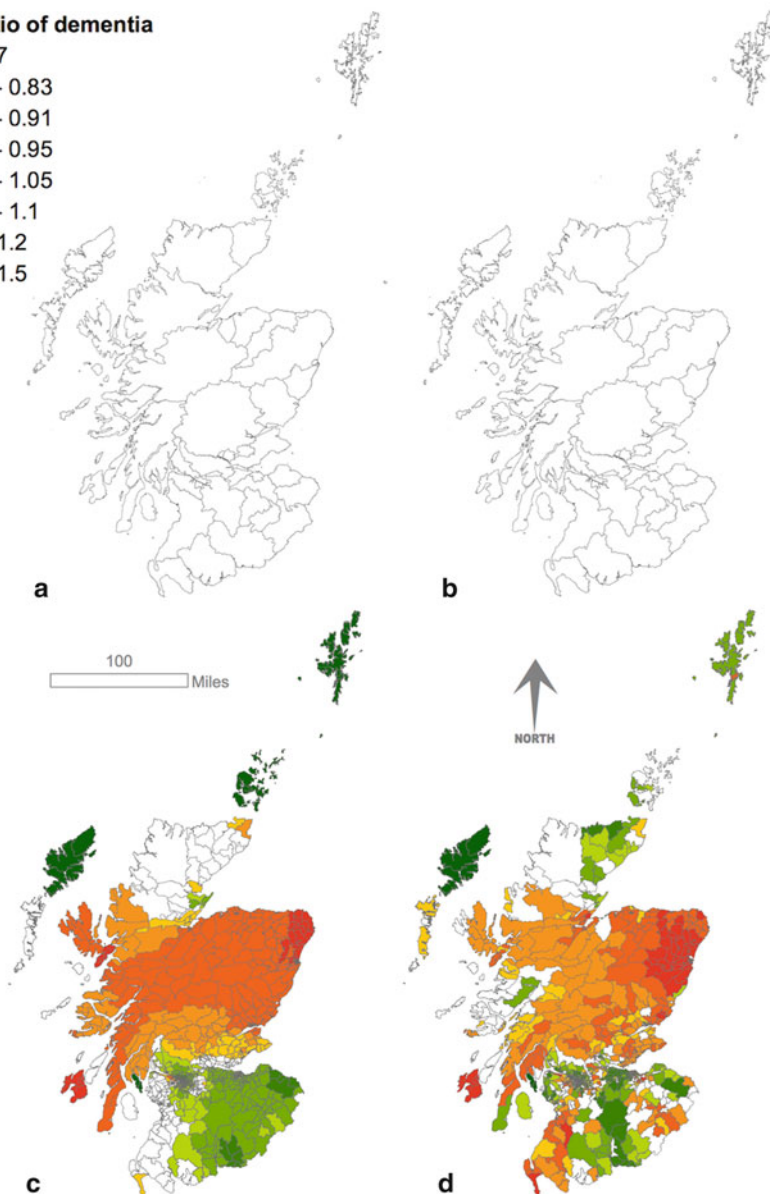 io of dementia
7
- 0.83
- 0.91
- 0.95
- 1.05
- 1.1
1.2
1.5
a
b
100
Miles
NORTH
c
d